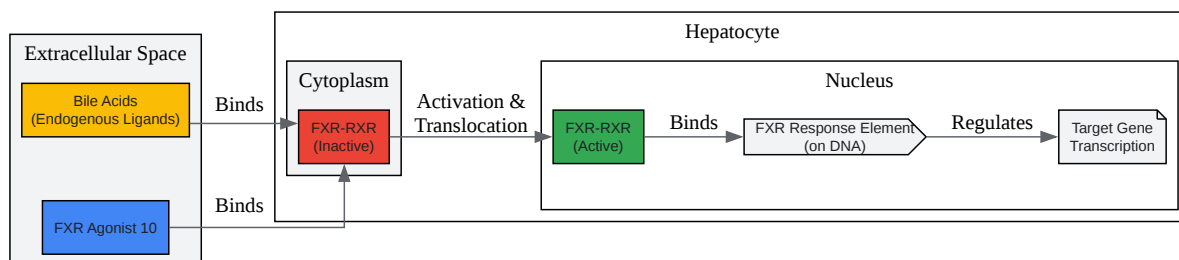 Hepatocyte
Extracellular Space
Cytoplasm
Nucleus
Bile Acids
(Endogenous Ligands)
Binds
FXR-RXR
(Inactive)
Activation &
Translocation
FXR-RXR
(Active)
Binds
FXR Response Element
(on DNA)
Regulates
Target Gene
Transcription
FXR Agonist 10
Binds